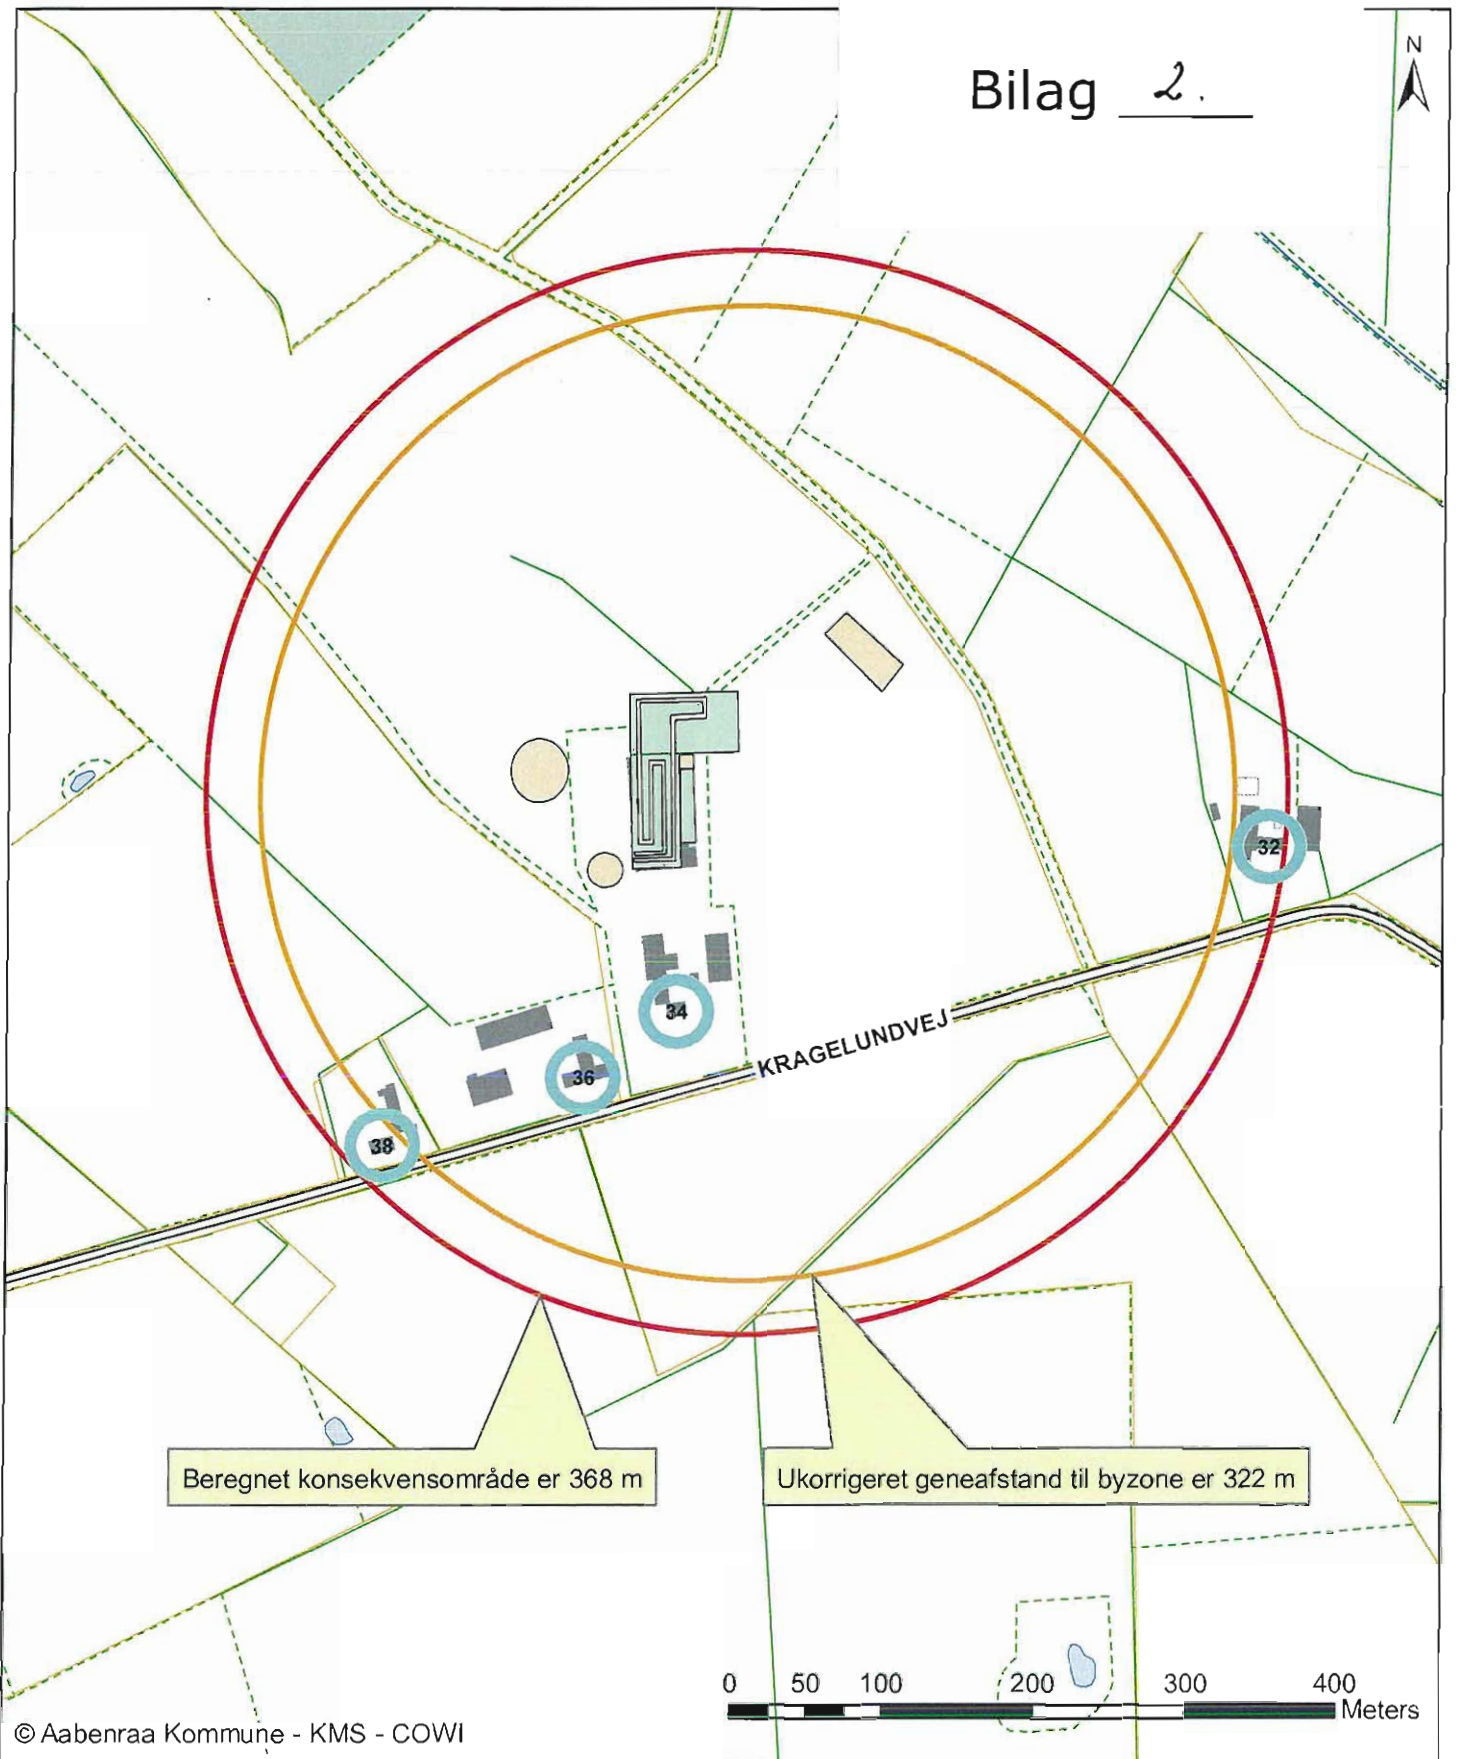 N
Bilag 2.
32
34
KRAGELUNDVEJ
36
38
Beregnet konsekvensområde er 368 m
Ukorrigeret geneafstand til byzone er 322 m
0 50 100 200 300 400
Meters
© Aabenraa Kommune - KMS - COWI